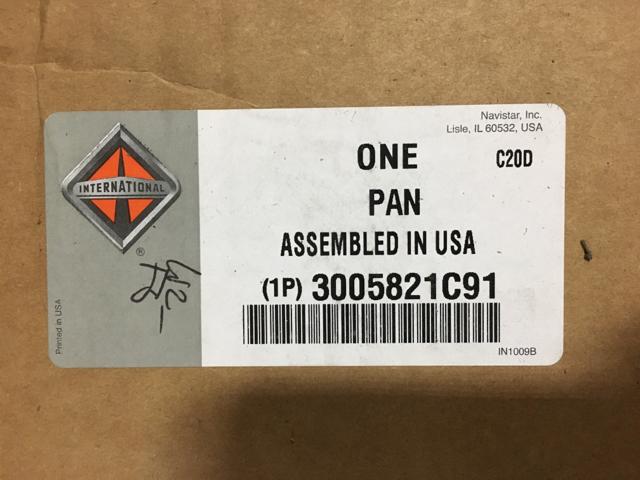 Navistar, Inc.
Lisle, IL 60532, USA
INTERNATIONAL
®
ONE
C20D
PAN
ASSEMBLED IN USA
(1P) 3005821C91
IN1009B
Printed in USA